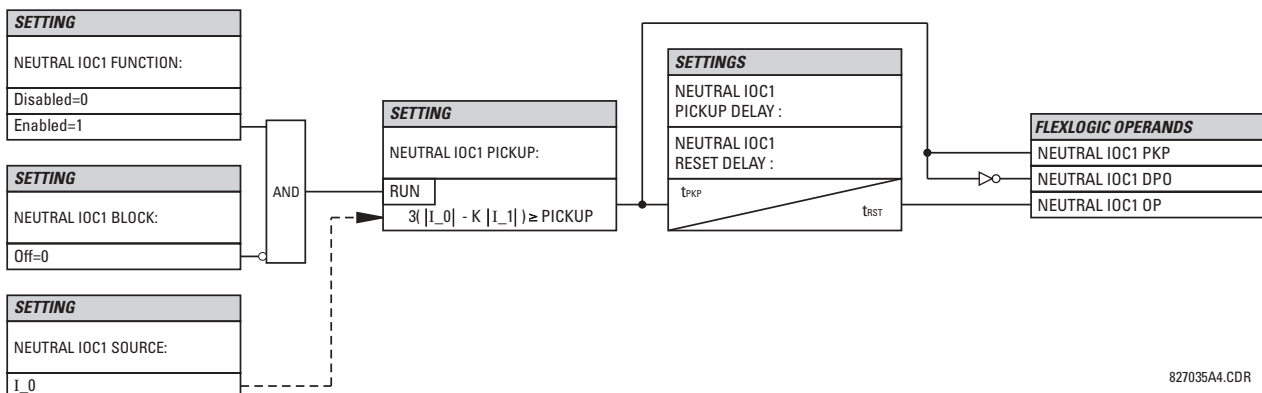 SETTING
NEUTRAL IOC1 FUNCTION:
Disabled=0
Enabled=1
SETTING
NEUTRAL IOC1 BLOCK:
Off=0
SETTING
NEUTRAL IOC1 SOURCE:
I_0
AND
SETTING
NEUTRAL IOC1 PICKUP:
RUN
3( |I_0| - K |I_1| ) ≥ PICKUP
SETTINGS
NEUTRAL IOC1
PICKUP DELAY :
NEUTRAL IOC1
RESET DELAY :
tPKP
tRST
FLEXLOGIC OPERANDS
NEUTRAL IOC1 PKP
NEUTRAL IOC1 DPO
NEUTRAL IOC1 OP
827035A4.CDR